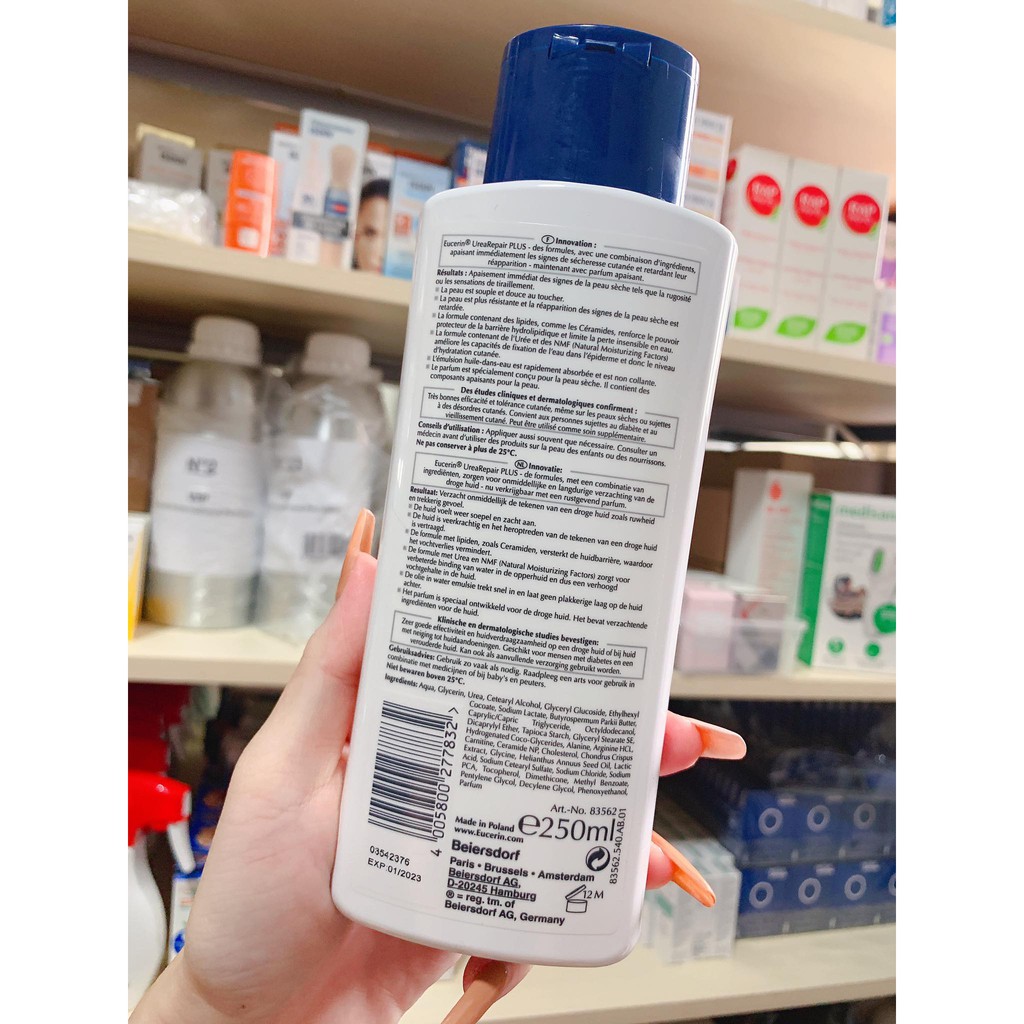 Ⓕ Innovation :
Eucerin® UreaRepair PLUS - des formules, avec une combinaison d'ingrédients,
apaisant immédiatement les signes de sécheresse cutanée et retardant leur
réapparition - maintenant avec parfum apaisant.
Résultats : Apaisement immédiat des signes de la peau sèche tels que la rugosité
ou les sensations de tiraillement.
■ La peau est souple et douce au toucher.
■ La peau est plus résistante et la réapparition des signes de la peau sèche est
retardée.
■ La formule contenant des lipides, comme les Céramides, renforce le pouvoir
protecteur de la barrière hydrolipidique et limite la perte insensible en eau.
■ La formule contenant de l'Urée et des NMF (Natural Moisturizing Factors)
améliore les capacités de fixation de l'eau dans l'épiderme et donc le niveau
d'hydratation cutanée.
■ L'émulsion huile-dans-eau est rapidement absorbée et est non collante.
■ Le parfum est spécialement conçu pour la peau sèche. Il contient des
composants apaisants pour la peau.
Des études cliniques et dermatologiques confirment :
Très bonnes efficacité et tolérance cutanée, même sur les peaux sèches ou sujettes
à des désordres cutanés. Convient aux personnes sujettes au diabète et au
vieillissement cutané. Peut être utilisé comme soin supplémentaire.
Conseils d'utilisation : Appliquer aussi souvent que nécessaire. Consulter un
médecin avant d'utiliser des produits sur la peau des enfants ou des nourrissons.
Ne pas conserver à plus de 25°C.
NL Innovatie:
Eucerin® UreaRepair PLUS - de formules, met een combinatie van
ingrediënten, zorgen voor onmiddellijke en langdurige verzachting van de
droge huid - nu verkrijgbaar met een rustgevend parfum.
Resultaat: Verzacht onmiddellijk de tekenen van een droge huid zoals ruwheid
en trekkerig gevoel.
■ De huid voelt weer soepel en zacht aan.
■ De huid is veerkrachtig en het heroptreden van de tekenen van een droge huid
is vertraagd.
■ De formule met lipiden, zoals Ceramiden, versterkt de huidbarrière, waardoor
het vochtverlies vermindert.
■ De formule met Urea en NMF (Natural Moisturizing Factors) zorgt voor
verbeterde binding van water in de opperhuid en dus een verhoogd
vochtgehalte in de huid.
■ De olie in water emulsie trekt snel in en laat geen plakkerige laag op de huid
achter.
■ Het parfum is speciaal ontwikkeld voor de droge huid. Het bevat verzachtende
ingrediënten voor de huid.
Klinische en dermatologische studies bevestigen:
Zeer goede effectiviteit en huidverdraagzaamheid op een droge huid of bij huid
met neiging tot huidaandoeningen. Geschikt voor mensen met diabetes en een
verouderde huid. Kan ook als aanvullende verzorging gebruikt worden.
Gebruiksadvies: Gebruik zo vaak als nodig. Raadpleeg een arts voor gebruik in
combinatie met medicijnen of bij baby's en peuters.
Niet bewaren boven 25°C.
Ingredients: Aqua, Glycerin, Urea, Cetearyl Alcohol, Glyceryl Glucoside, Ethylhexyl
Cocoate, Sodium Lactate, Butyrospermum Parkii Butter,
Caprylic/Capric Triglyceride, Octyldodecanol,
Dicaprylyl Ether, Tapioca Starch, Glyceryl Stearate SE,
Hydrogenated Coco-Glycerides, Alanine, Arginine HCL,
Carnitine, Ceramide NP, Cholesterol, Chondrus Crispus
Extract, Glycine, Helianthus Annuus Seed Oil, Lactic
Acid, Sodium Cetearyl Sulfate, Sodium Chloride, Sodium
PCA, Tocopherol, Dimethicone, Methyl Benzoate,
Pentylene Glycol, Decylene Glycol, Phenoxyethanol,
Parfum
4 005800 277832 >
Art.-No. 83562
Made in Poland
www.Eucerin.com
℮250ml
83562.540.AB.01
Beiersdorf
Paris • Brussels • Amsterdam
Beiersdorf AG,
D-20245 Hamburg
® = reg. tm. of
Beiersdorf AG, Germany
12 M
03542376
EXP 01/2023
N°2